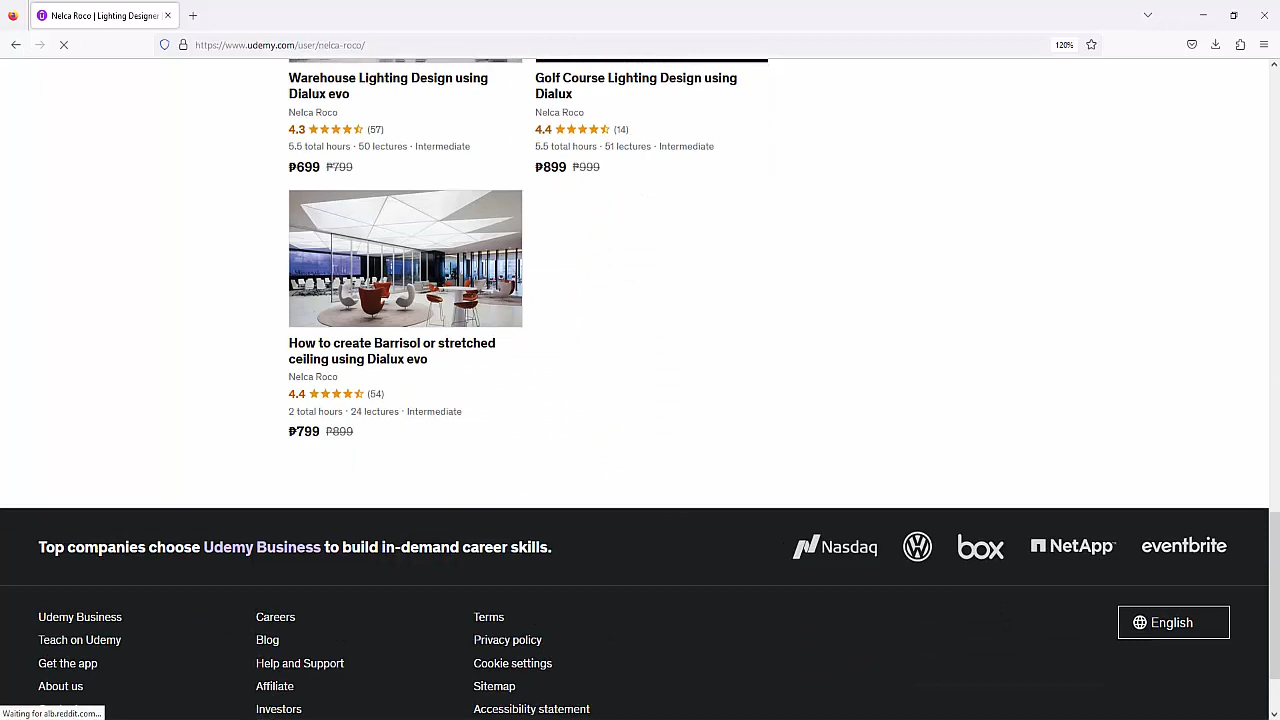 Nelca Roco | Lighting Designer
https://www.udemy.com/user/nelca-roco/
120%
Warehouse Lighting Design using
Dialux evo
Nelca Roco
4.3 (57)
5.5 total hours · 50 lectures · Intermediate
₱699 ₱799
Golf Course Lighting Design using
Dialux
Nelca Roco
4.4 (14)
5.5 total hours · 51 lectures · Intermediate
₱899 ₱999
How to create Barrisol or stretched
ceiling using Dialux evo
Nelca Roco
4.4 (54)
2 total hours · 24 lectures · Intermediate
₱799 ₱899
Top companies choose Udemy Business to build in-demand career skills.
Nasdaq
box
NetApp
eventbrite
Udemy Business
Teach on Udemy
Get the app
About us
Careers
Blog
Help and Support
Affiliate
Investors
Terms
Privacy policy
Cookie settings
Sitemap
Accessibility statement
English
Waiting for alb.reddit.com...